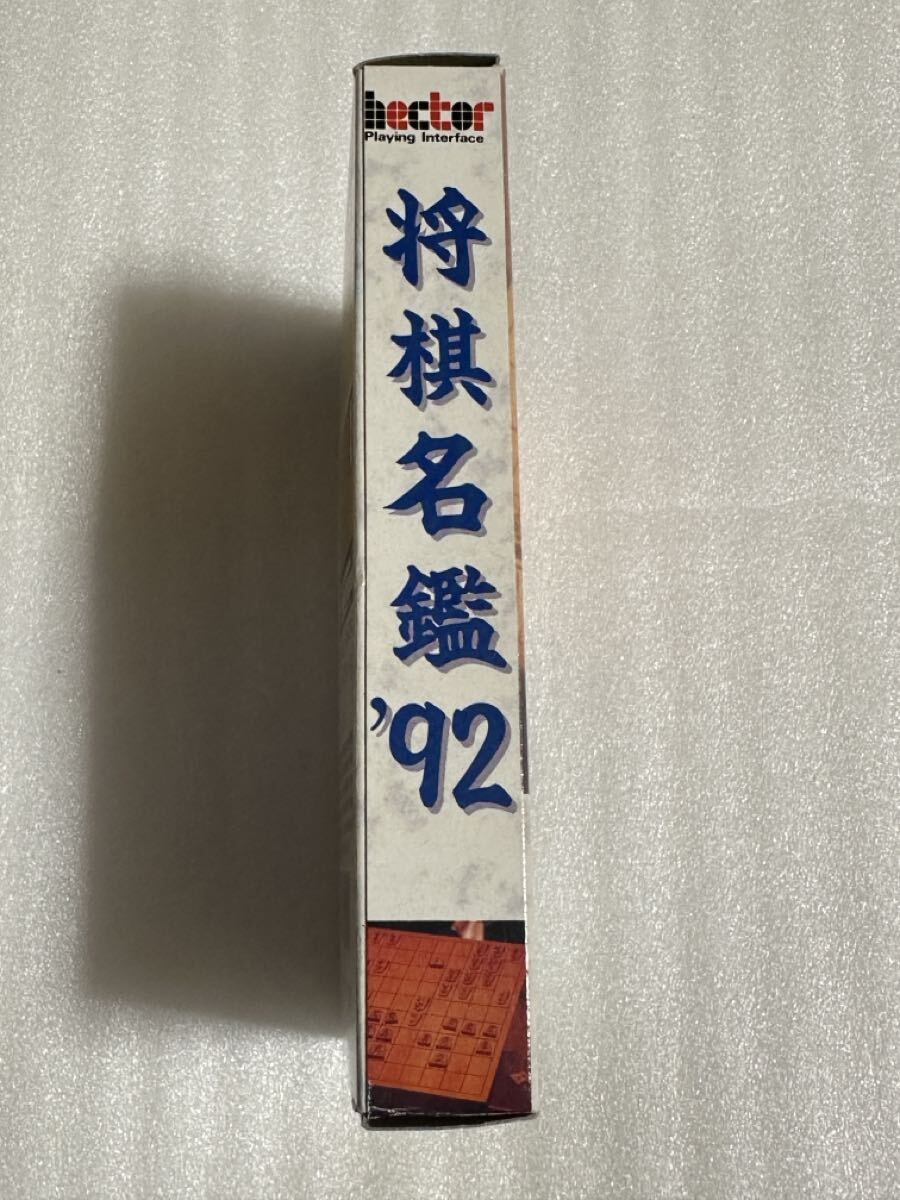 hector
Playing Interface
将棋名鑑'92